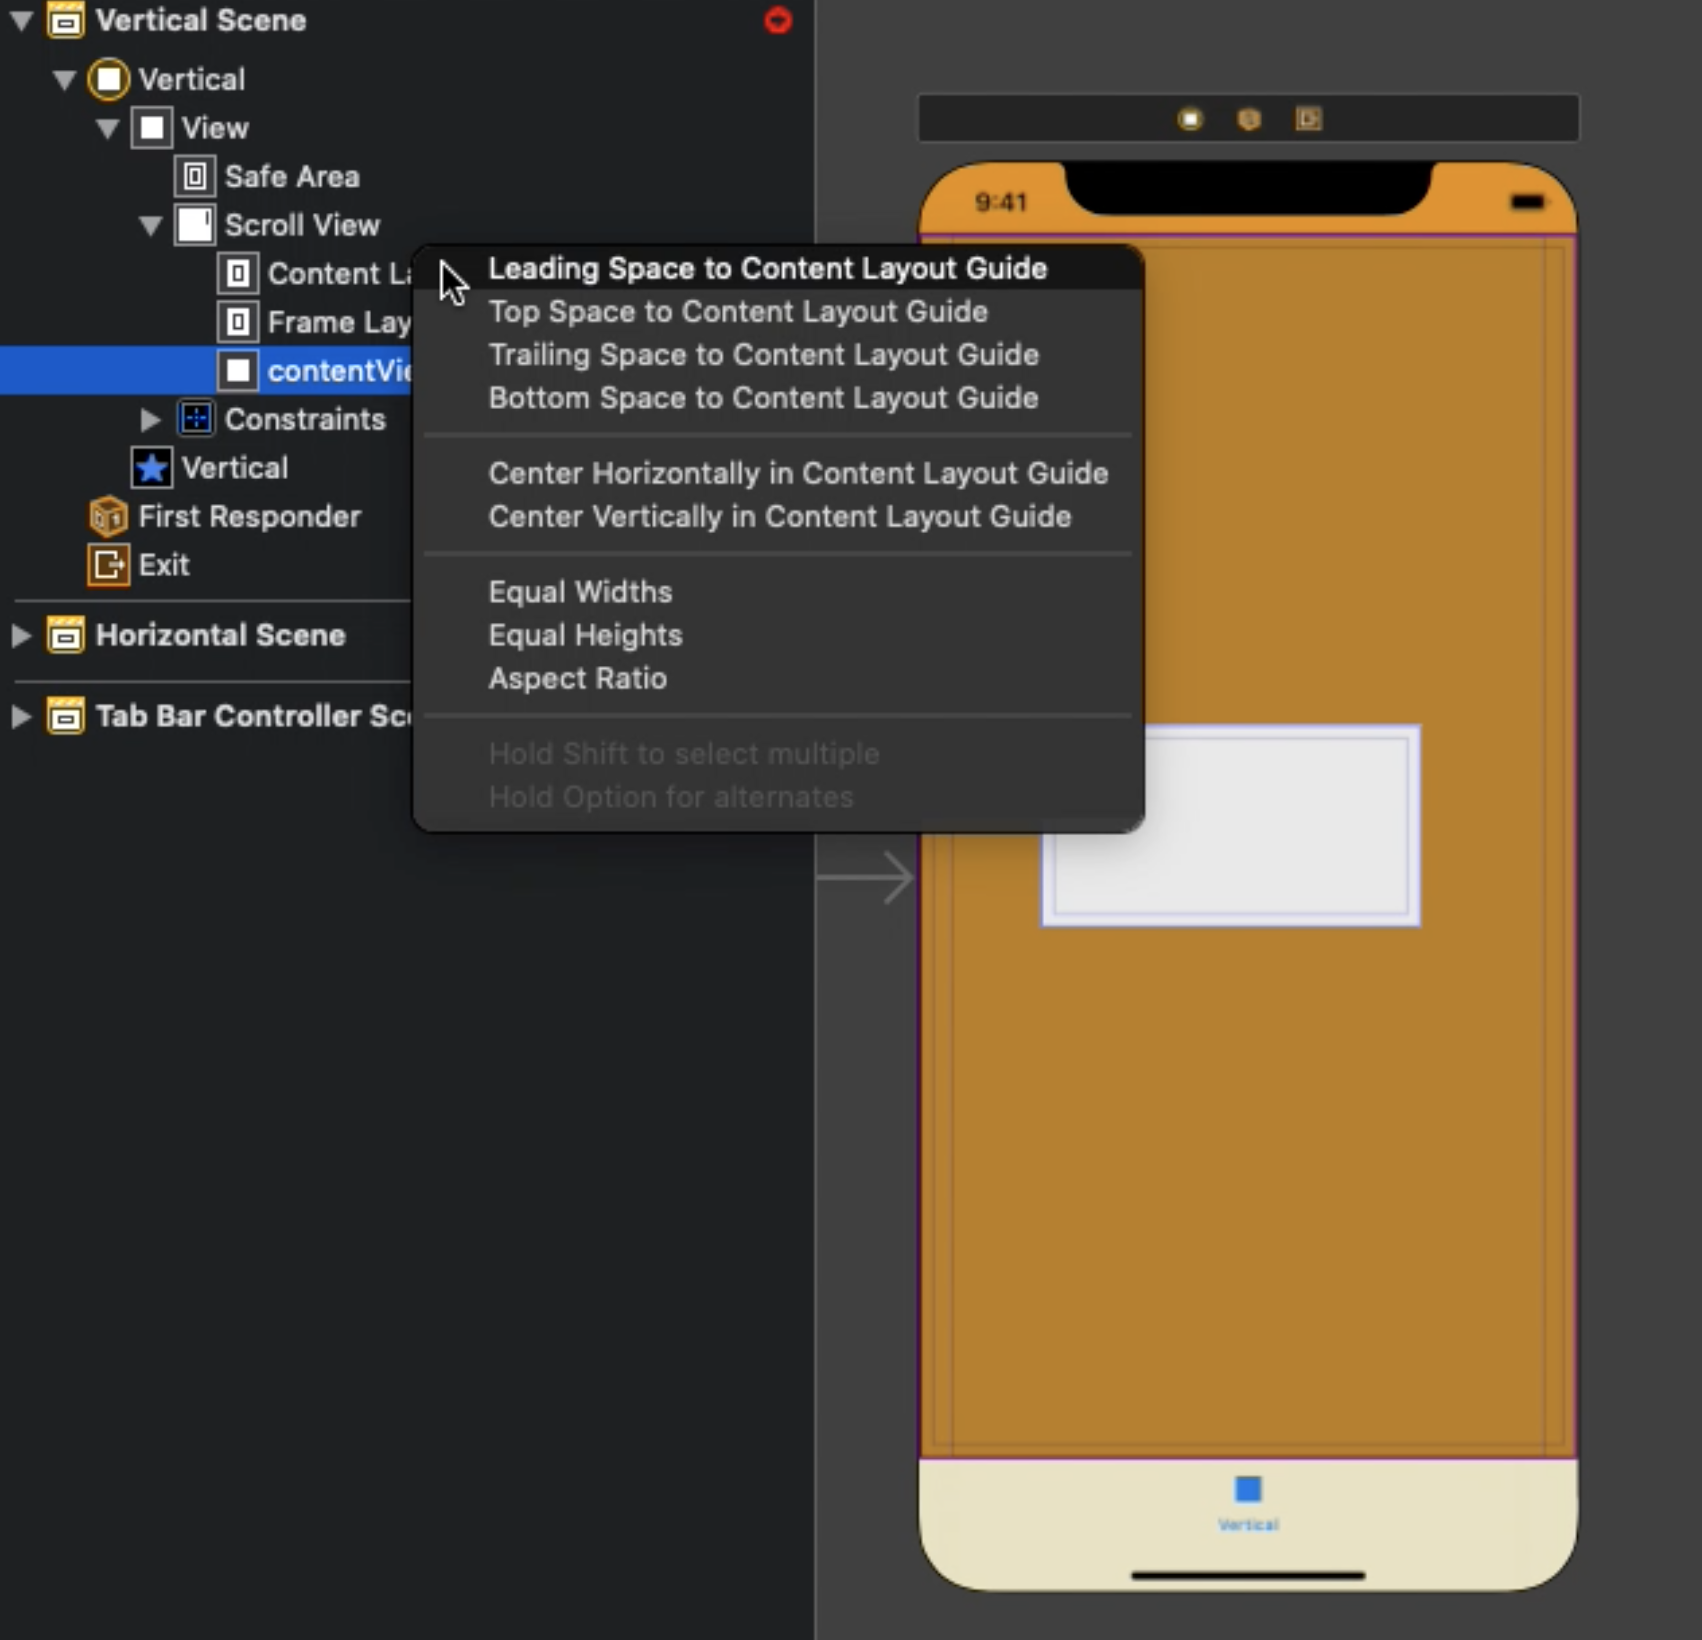 Vertical Scene
Vertical
View
Safe Area
Scroll View
Content La
Frame Lay
contentVie
Constraints
Vertical
First Responder
Exit
Horizontal Scene
Tab Bar Controller Sc
Leading Space to Content Layout Guide
Top Space to Content Layout Guide
Trailing Space to Content Layout Guide
Bottom Space to Content Layout Guide
Center Horizontally in Content Layout Guide
Center Vertically in Content Layout Guide
Equal Widths
Equal Heights
Aspect Ratio
Hold Shift to select multiple
Hold Option for alternates
9:41
Vertical